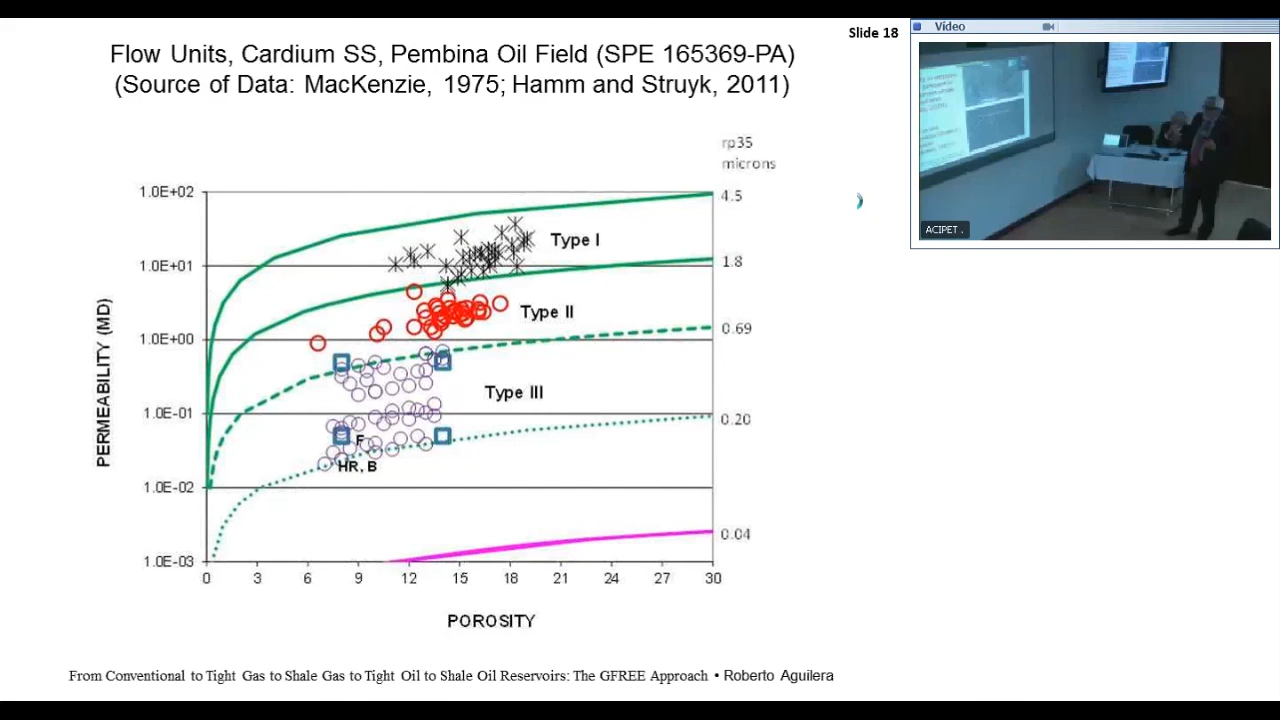 Slide 18
Vídeo
Flow Units, Cardium SS, Pembina Oil Field (SPE 165369-PA)
(Source of Data: MacKenzie, 1975; Hamm and Struyk, 2011)
rp35
microns
1.0E+02
4.5
Type I
1.0E+01
1.8
Type II
1.0E+00
0.69
Type III
1.0E-01
0.20
F
HR, B
1.0E-02
0.04
1.0E-03
0 3 6 9 12 15 18 21 24 27 30
PERMEABILITY (MD)
POROSITY
ACIPET .
From Conventional to Tight Gas to Shale Gas to Tight Oil to Shale Oil Reservoirs: The GFREE Approach • Roberto Aguilera